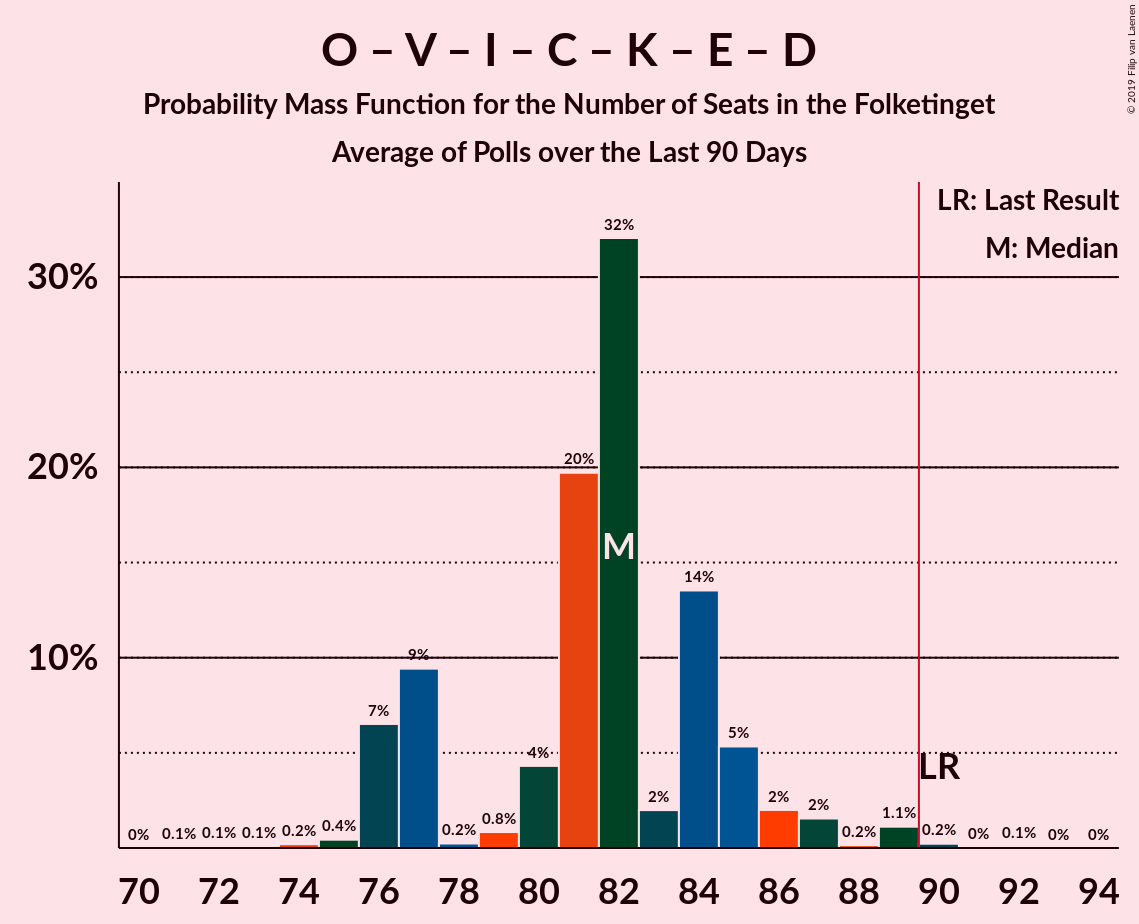 O – V – I – C – K – E – D
Probability Mass Function for the Number of Seats in the Folketinget
Average of Polls over the Last 90 Days
© 2019 Filip van Laenen
LR: Last Result
M: Median
32%
30%
20%
20%
M
14%
10%
9%
7%
5%
4%
LR
2%
2%
2%
1.1%
0.8%
0% 0.1% 0.1% 0.1% 0.2% 0.4% 0.2% 0.2% 0.2% 0% 0.1% 0% 0%
70 72 74 76 78 80 82 84 86 88 90 92 94